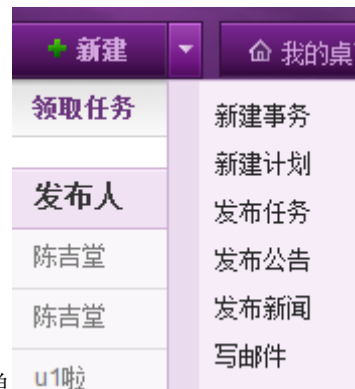 新建
我的桌
领取任务
发布人
陈吉堂
陈吉堂
u1啦
新建事务
新建计划
发布任务
发布公告
发布新闻
写邮件